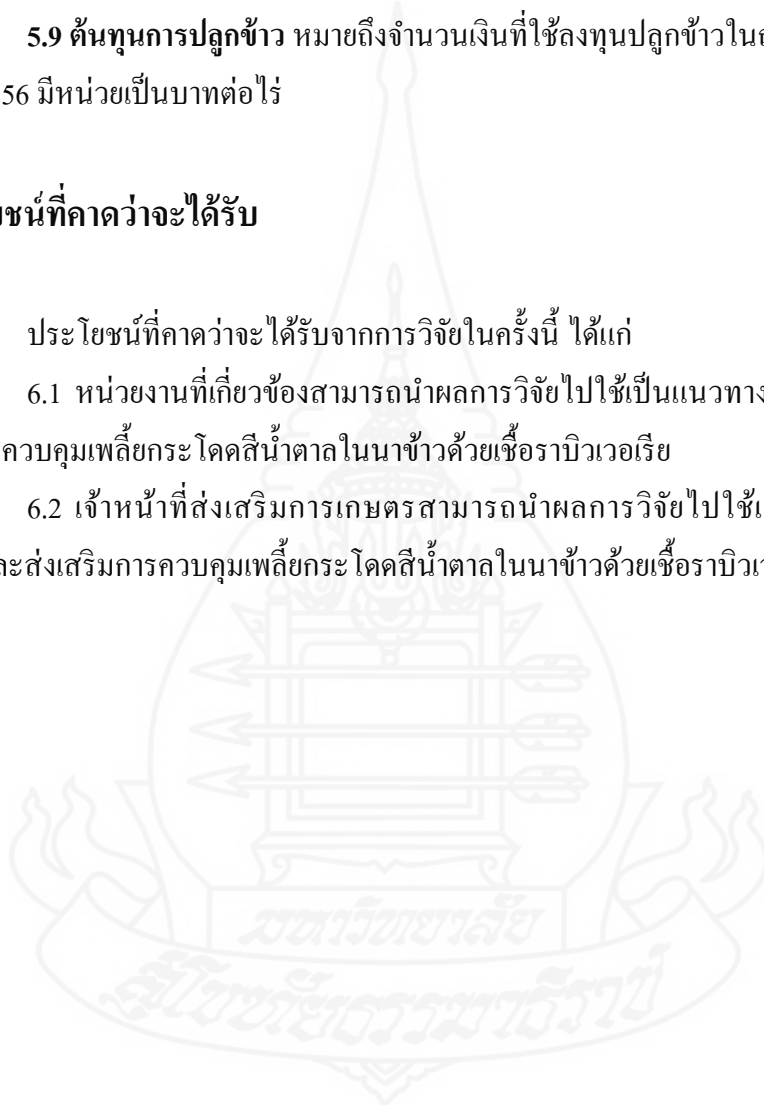 5.9 ต้นทุนการปลูกข้าว หมายถึงจำนวนเงินที่ใช้ลงทุนปลูกข้าวใน
56 มีหน่วยเป็นบาทต่อไร่
ชน์ที่คาดว่าจะได้รับ
ประโยชน์ที่คาดว่าจะได้รับจากการวิจัยในครั้งนี้ ได้แก่
6.1 หน่วยงานที่เกี่ยวข้องสามารถนำผลการวิจัยไปใช้เป็นแนวทาง
ควบคุมเพลี้ยกระโดดสีน้ำตาลในนาข้าวด้วยเชื้อราบิวเวอเรีย
6.2 เจ้าหน้าที่ส่งเสริมการเกษตรสามารถนำผลการวิจัยไปใช้
ละส่งเสริมการควบคุมเพลี้ยกระโดดสีน้ำตาลในนาข้าวด้วยเชื้อราบิวเว
มหาวิทยาลัย
สุโขทัยธรรมาธิราช